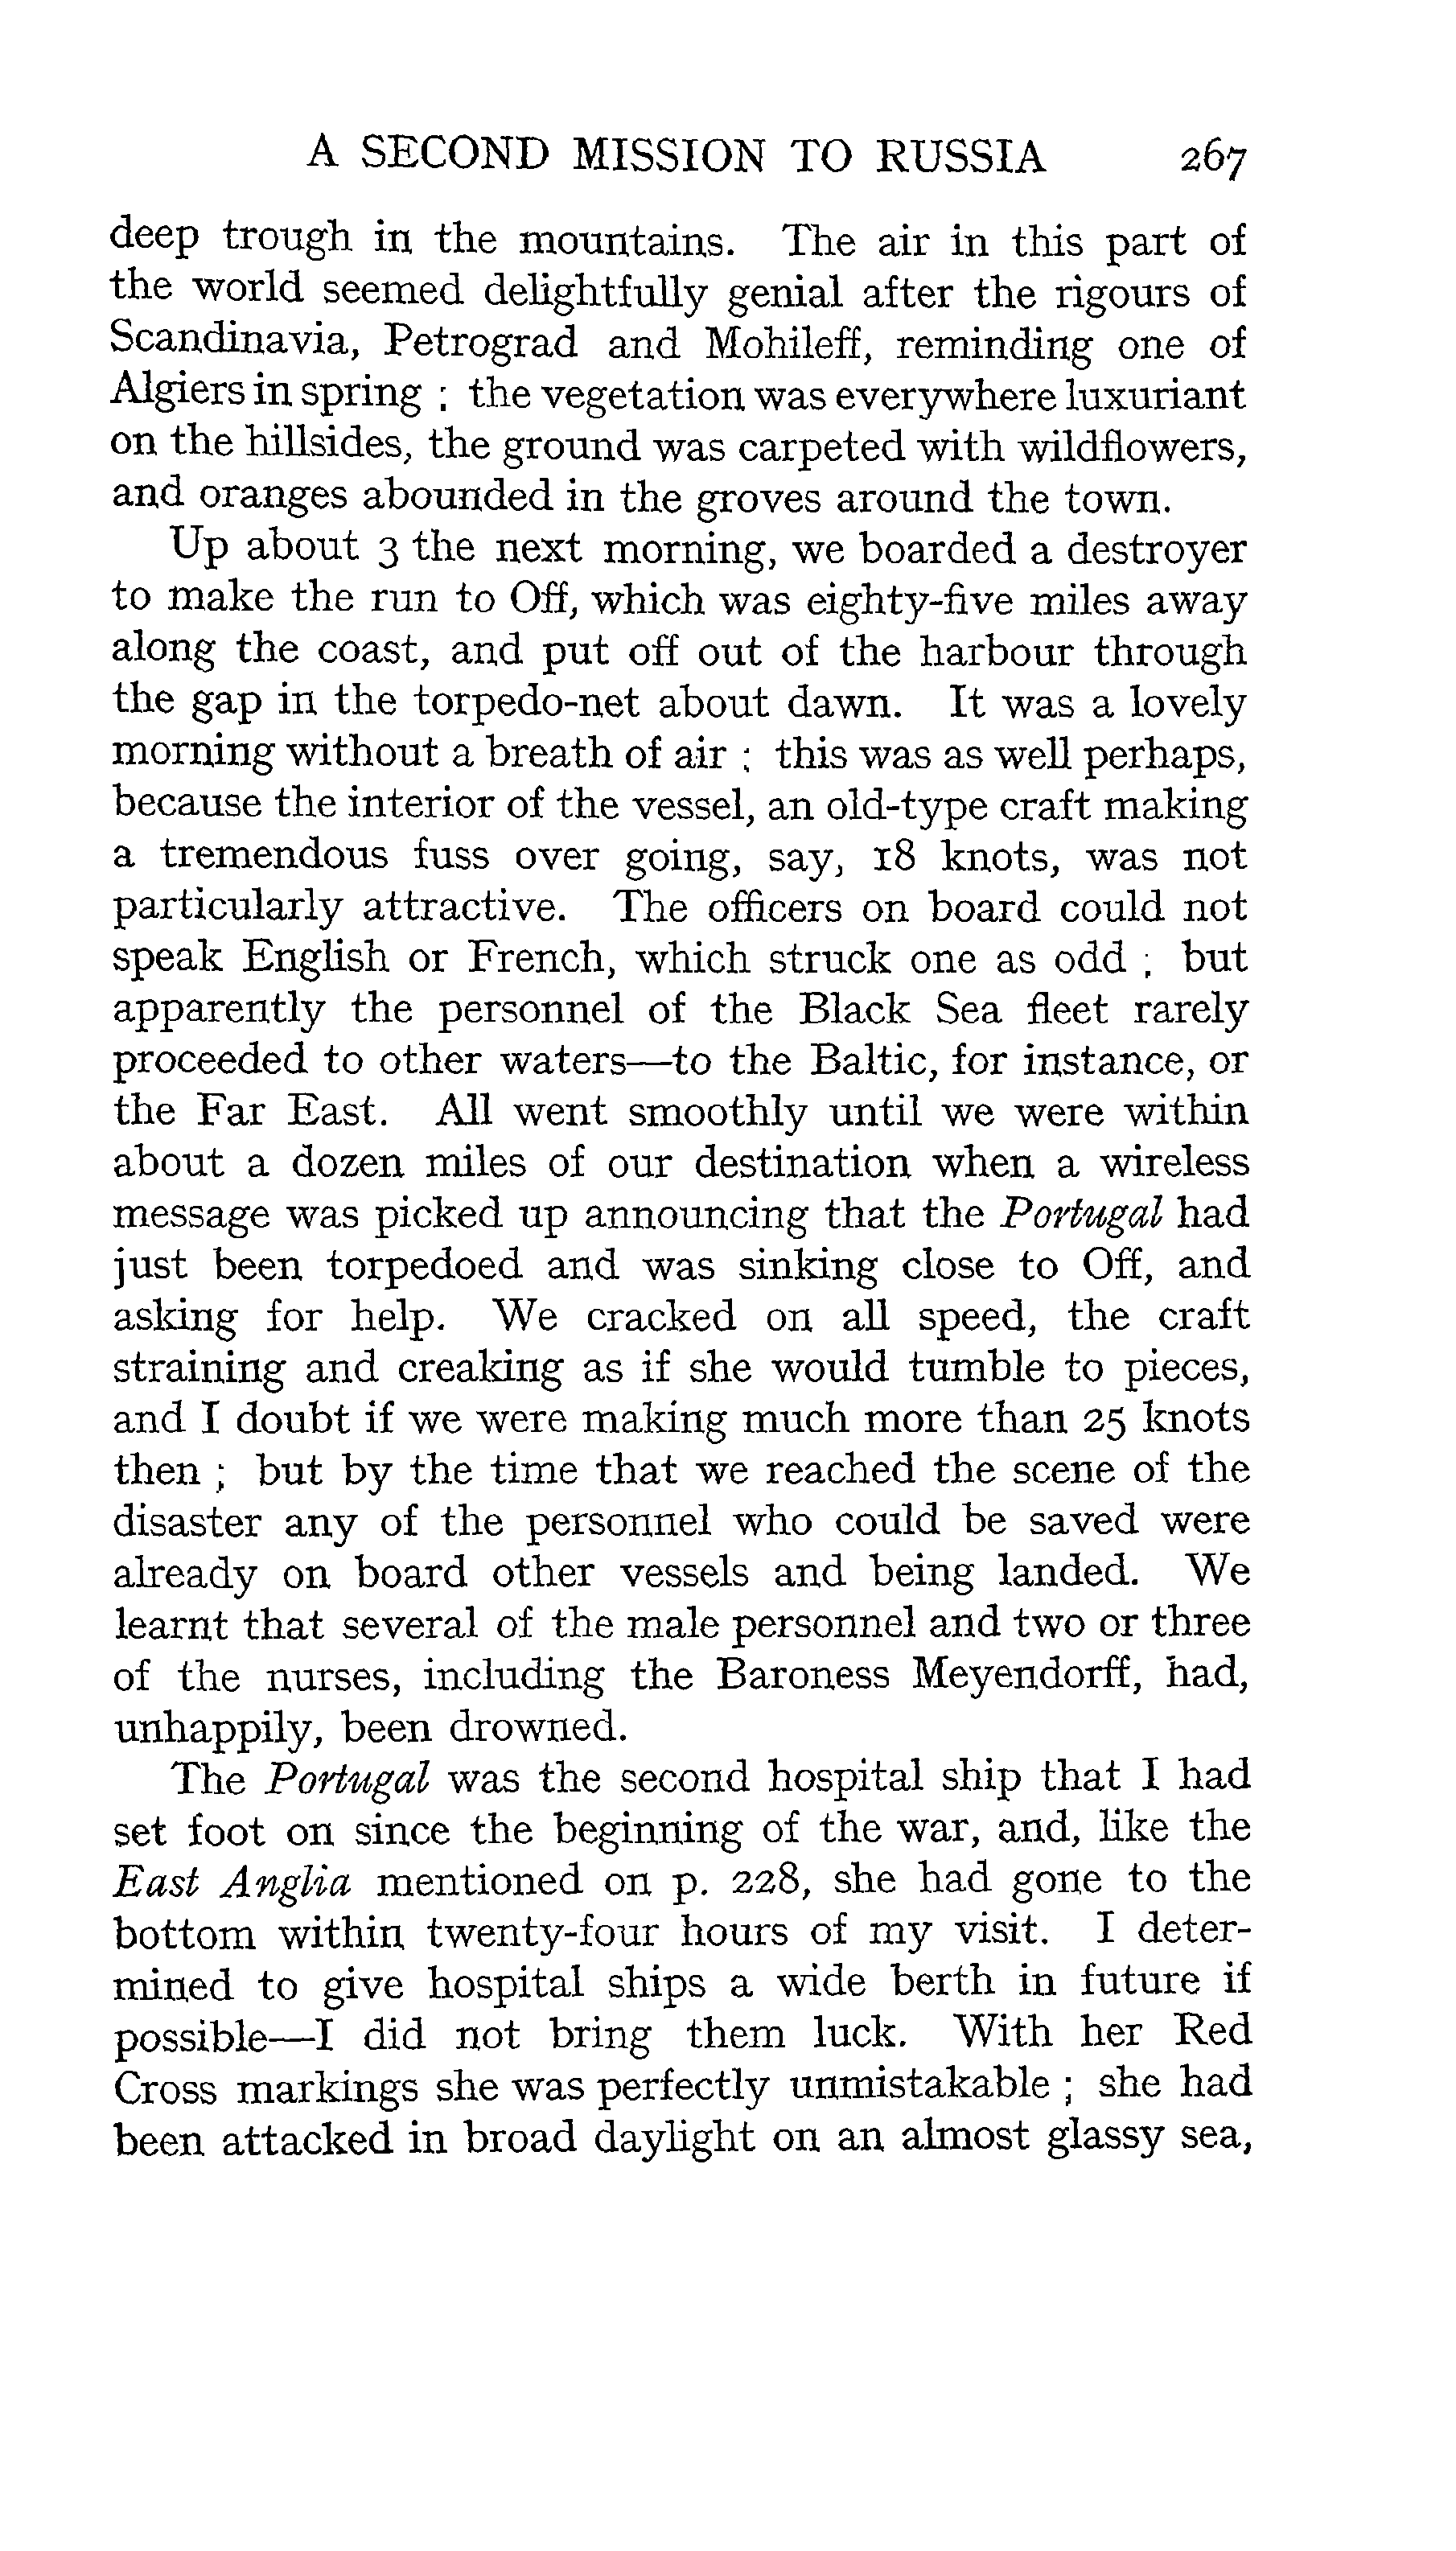 A SECOND MISSION TO RUSSIA 267
deep trough in the mountains. The air in this part of
the world seemed delightfully genial after the rigours of
Scandinavia, Petrograd and Mohileff, reminding one of
Algiers in spring ; the vegetation was everywhere luxuriant
on the hillsides, the ground was carpeted with wildflowers,
and oranges abounded in the groves around the town.
Up about 3 the next morning, we boarded a destroyer
to make the run to Off, which was eighty-five miles away
along the coast, and put off out of the harbour through
the gap in the torpedo-net about dawn. It was a lovely
morning without a breath of air ; this was as well perhaps,
because the interior of the vessel, an old-type craft making
a tremendous fuss over going, say, 18 knots, was not
particularly attractive. The officers on board could not
speak English or French, which struck one as odd ; but
apparently the personnel of the Black Sea fleet rarely
proceeded to other waters—to the Baltic, for instance, or
the Far East. All went smoothly until we were within
about a dozen miles of our destination when a wireless
message was picked up announcing that the Portugal had
just been torpedoed and was sinking close to Off, and
asking for help. We cracked on all speed, the craft
straining and creaking as if she would tumble to pieces,
and I doubt if we were making much more than 25 knots
then ; but by the time that we reached the scene of the
disaster any of the personnel who could be saved were
already on board other vessels and being landed. We
learnt that several of the male personnel and two or three
of the nurses, including the Baroness Meyendorff, had,
unhappily, been drowned.
The Portugal was the second hospital ship that I had
set foot on since the beginning of the war, and, like the
East Anglia mentioned on p. 228, she had gone to the
bottom within twenty-four hours of my visit. I deter-
mined to give hospital ships a wide berth in future if
possible—I did not bring them luck. With her Red
Cross markings she was perfectly unmistakable ; she had
been attacked in broad daylight on an almost glassy sea,